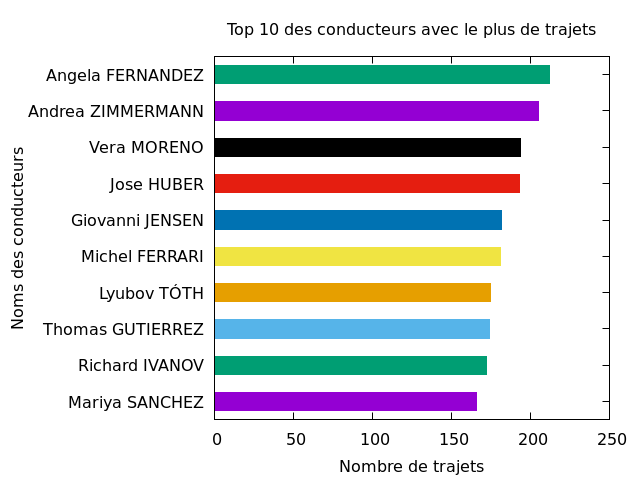 Top 10 des conducteurs avec le plus de trajets
Noms des conducteurs
Angela FERNANDEZ
Andrea ZIMMERMANN
Vera MORENO
Jose HUBER
Giovanni JENSEN
Michel FERRARI
Lyubov TÓTH
Thomas GUTIERREZ
Richard IVANOV
Mariya SANCHEZ
0 50 100 150 200 250
Nombre de trajets